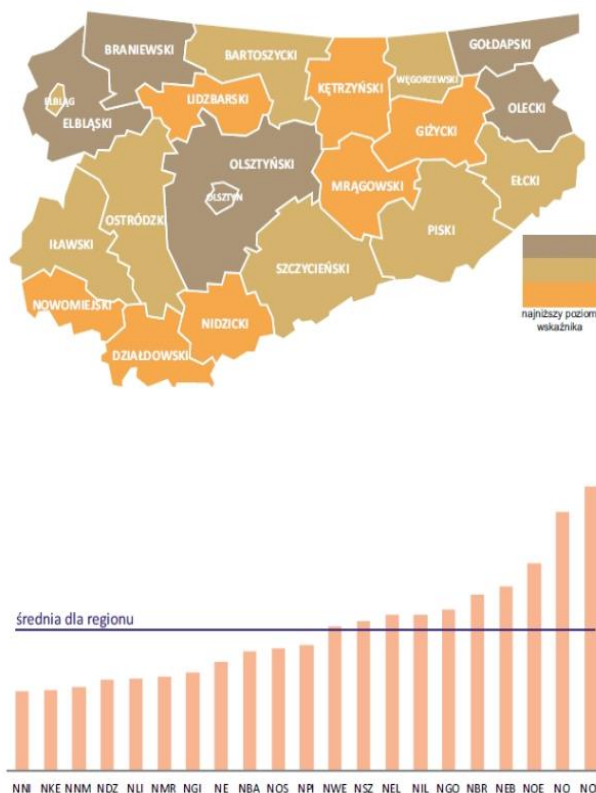 BRANIEWSKI
BARTOSZYCKI
GOŁDAPSKI
KĘTRZYŃSKI
WĘGORZEWSKI
ELBLĄG
LIDZBARSKI
OLECKI
ELBLĄSKI
GIŻYCKI
OLSZTYŃSKI
MRĄGOWSKI
EŁCKI
OLSZTYN
OSTRÓDZKI
PISKI
IŁAWSKI
SZCZYCIEŃSKI
NOWOMIEJSKI
NIDZICKI
najniższy poziom
wskaźnika
DZIAŁDOWSKI
średnia dla regionu
NNI NKE NNM NDZ NLI NMR NGI NE NBA NOS NPI NWE NSZ NEL NIL NGO NBR NEB NOE NO